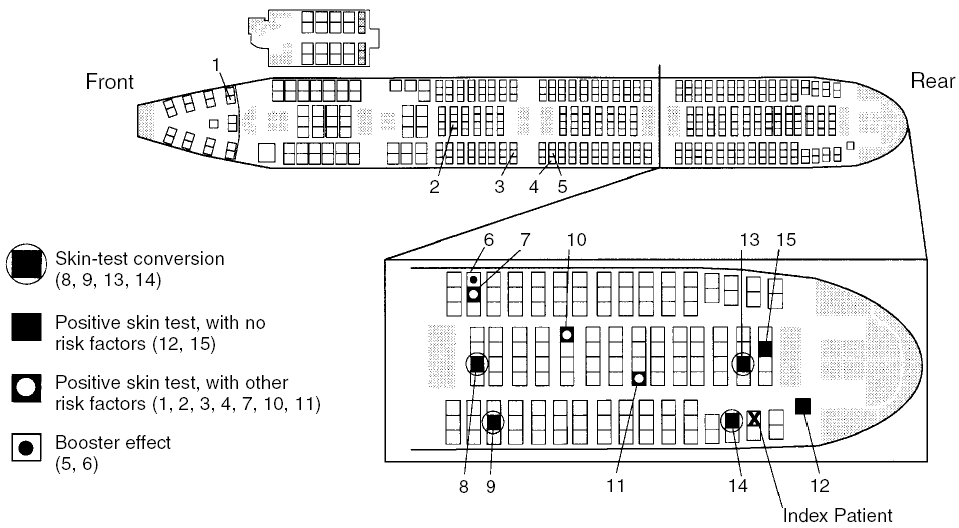 1
Front
Rear
2
3
4
5
6
7
10
13
15
Skin-test conversion
(8, 9, 13, 14)
Positive skin test, with no
risk factors (12, 15)
Positive skin test, with other
risk factors (1, 2, 3, 4, 7, 10, 11)
Booster effect
(5, 6)
X
8
9
11
14
12
Index Patient